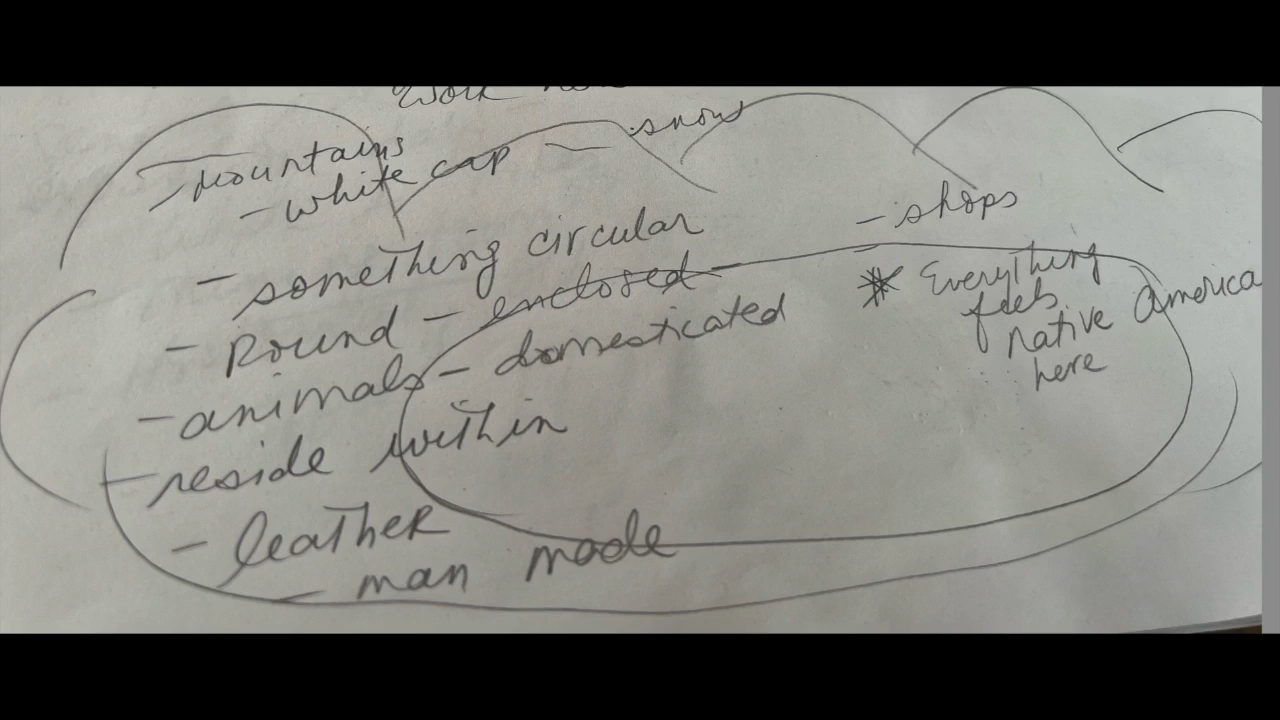 mountains
- white cap - snow
- something circular
- Round - enclosed
- animals - domesticated
- reside within
- leather
- man made
- shops
* Everything
feels
Native America
here